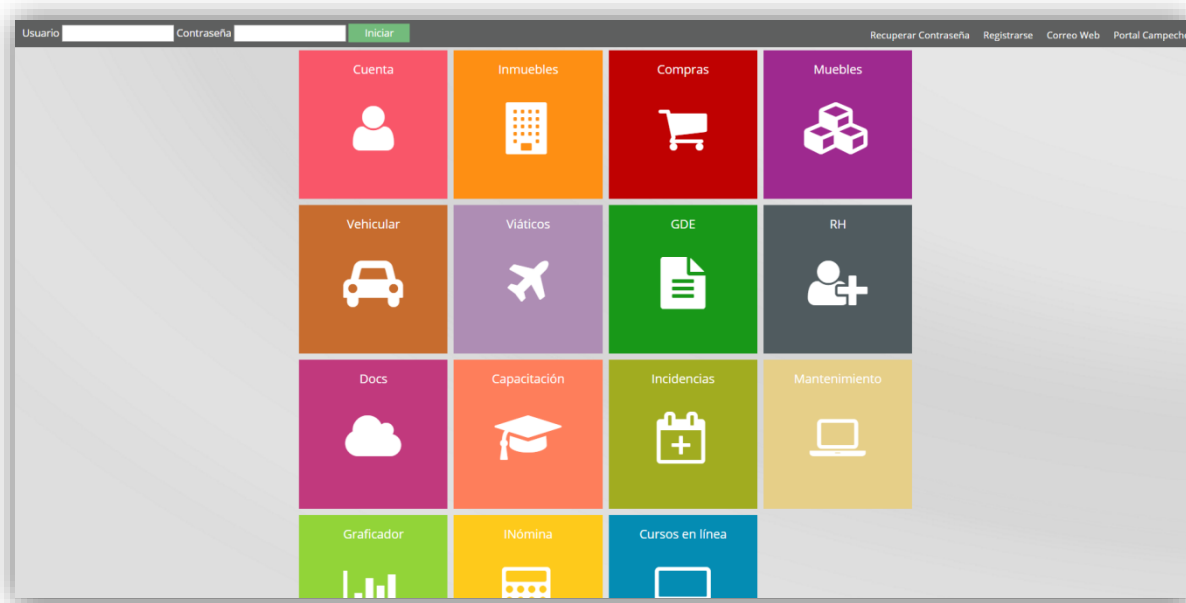 Usuario Contraseña Iniciar Recuperar Contraseña Registrarse Correo Web Portal Campeche
Cuenta Inmuebles Compras Muebles
Vehicular Viáticos GDE RH
Docs Capacitación Incidencias Mantenimiento
Graficador INómina Cursos en línea